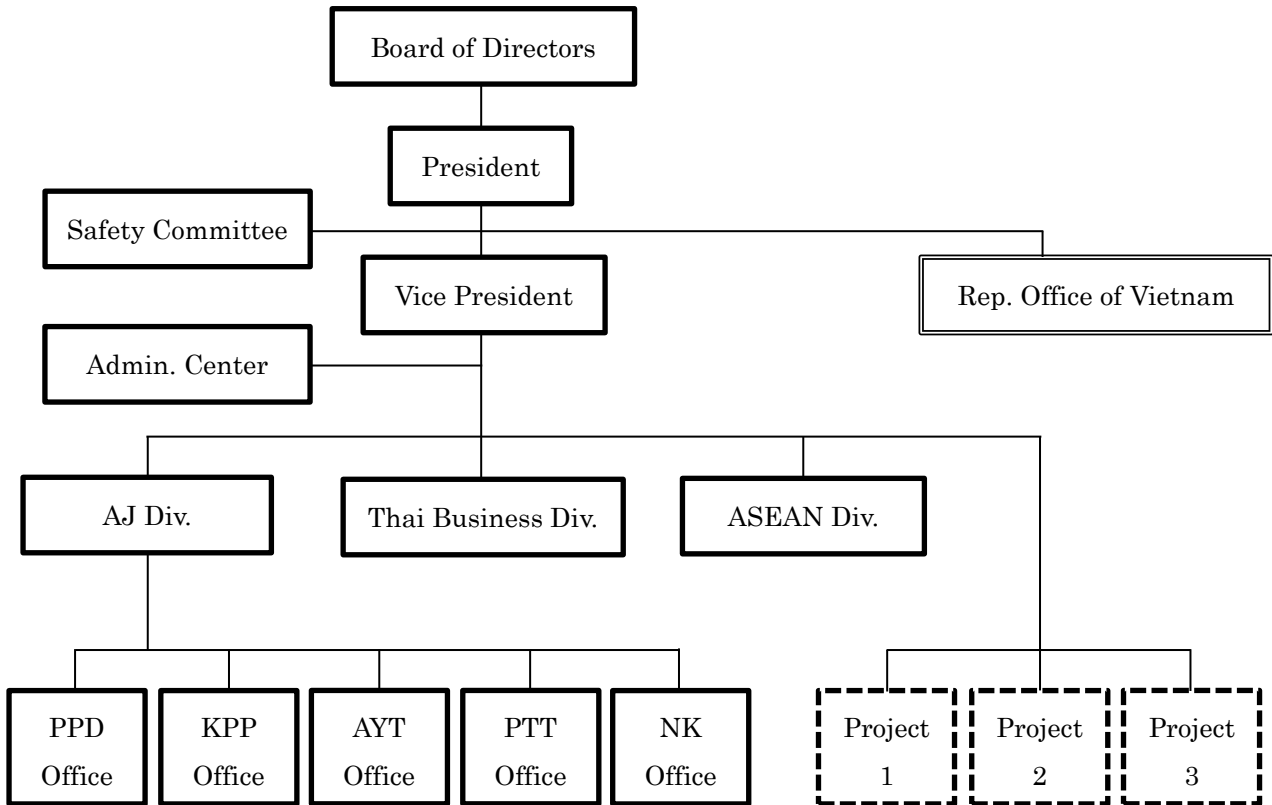 Board of Directors
President
Safety Committee
Vice President
Rep. Office of Vietnam
Admin. Center
AJ Div.
Thai Business Div.
ASEAN Div.
PPD
Office
KPP
Office
AYT
Office
PTT
Office
NK
Office
Project
1
Project
2
Project
3